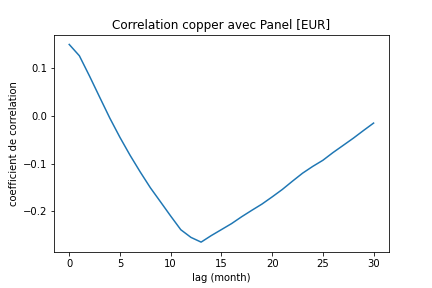 Correlation copper avec Panel [EUR]
coefficient de correlation
0.1
0.0
−0.1
−0.2
0 5 10 15 20 25 30
lag (month)